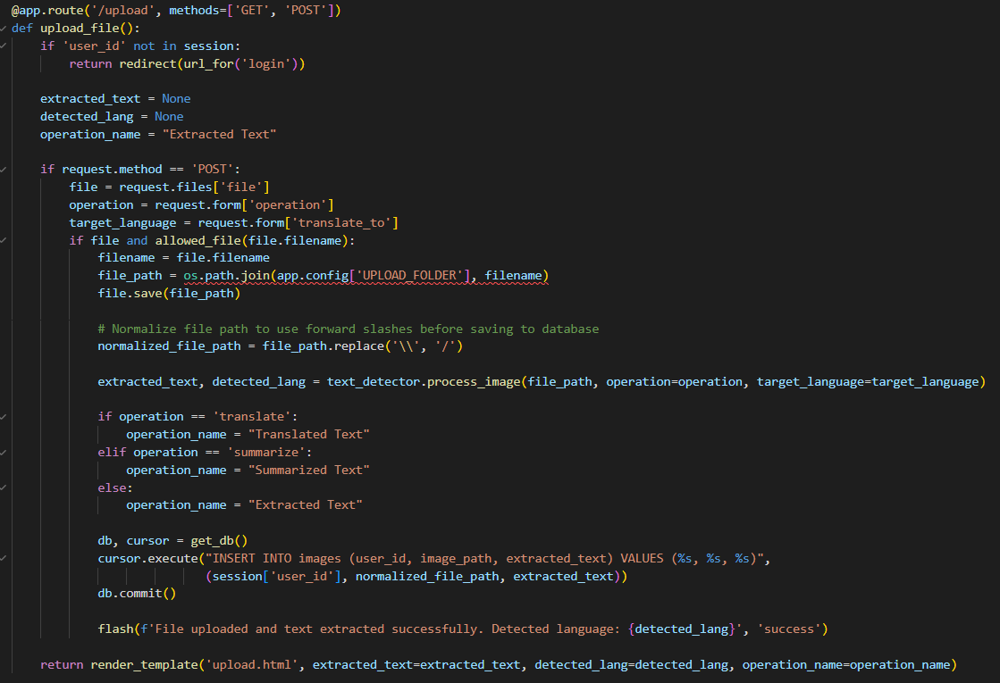 @app.route('/upload', methods=['GET', 'POST'])
def upload_file():
    if 'user_id' not in session:
        return redirect(url_for('login'))

    extracted_text = None
    detected_lang = None
    operation_name = "Extracted Text"

    if request.method == 'POST':
        file = request.files['file']
        operation = request.form['operation']
        target_language = request.form['translate_to']
        if file and allowed_file(file.filename):
            filename = file.filename
            file_path = os.path.join(app.config['UPLOAD_FOLDER'], filename)
            file.save(file_path)

            # Normalize file path to use forward slashes before saving to database
            normalized_file_path = file_path.replace('\\', '/')

            extracted_text, detected_lang = text_detector.process_image(file_path, operation=operation, target_language=target_language)

            if operation == 'translate':
                operation_name = "Translated Text"
            elif operation == 'summarize':
                operation_name = "Summarized Text"
            else:
                operation_name = "Extracted Text"

            db, cursor = get_db()
            cursor.execute("INSERT INTO images (user_id, image_path, extracted_text) VALUES (%s, %s, %s)",
                           (session['user_id'], normalized_file_path, extracted_text))
            db.commit()

            flash(f'File uploaded and text extracted successfully. Detected language: {detected_lang}', 'success')

    return render_template('upload.html', extracted_text=extracted_text, detected_lang=detected_lang, operation_name=operation_name)